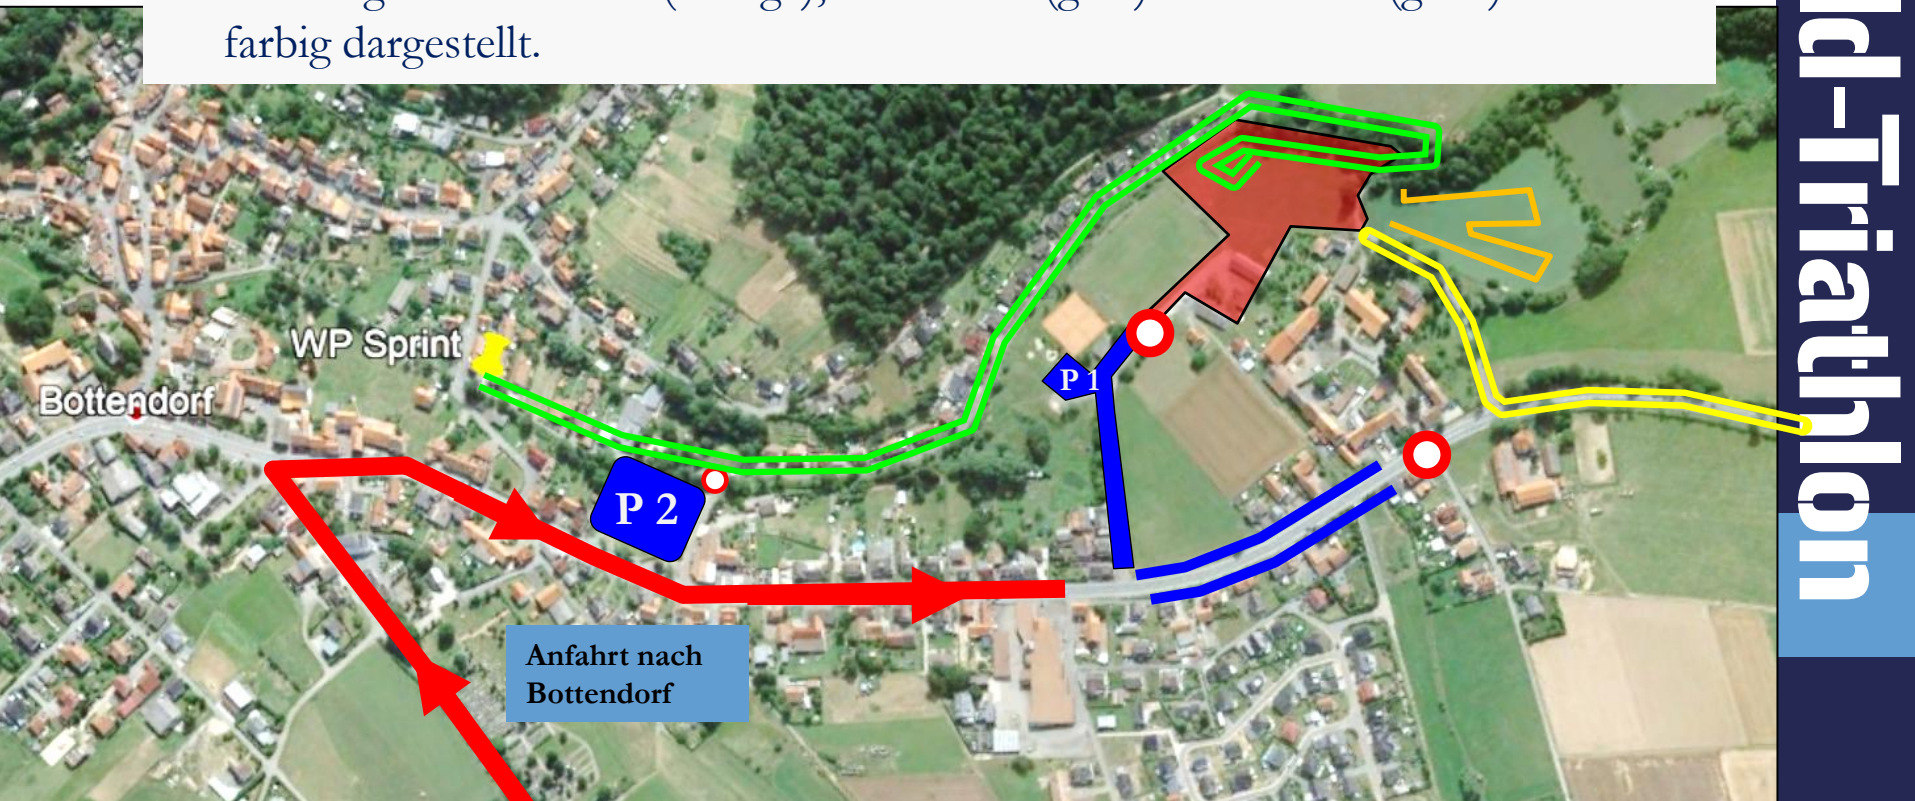 farbig dargestellt.
ld-Triathlon
WP Sprint
Bottendorf
P 1
P 2
Anfahrt nach
Bottendorf